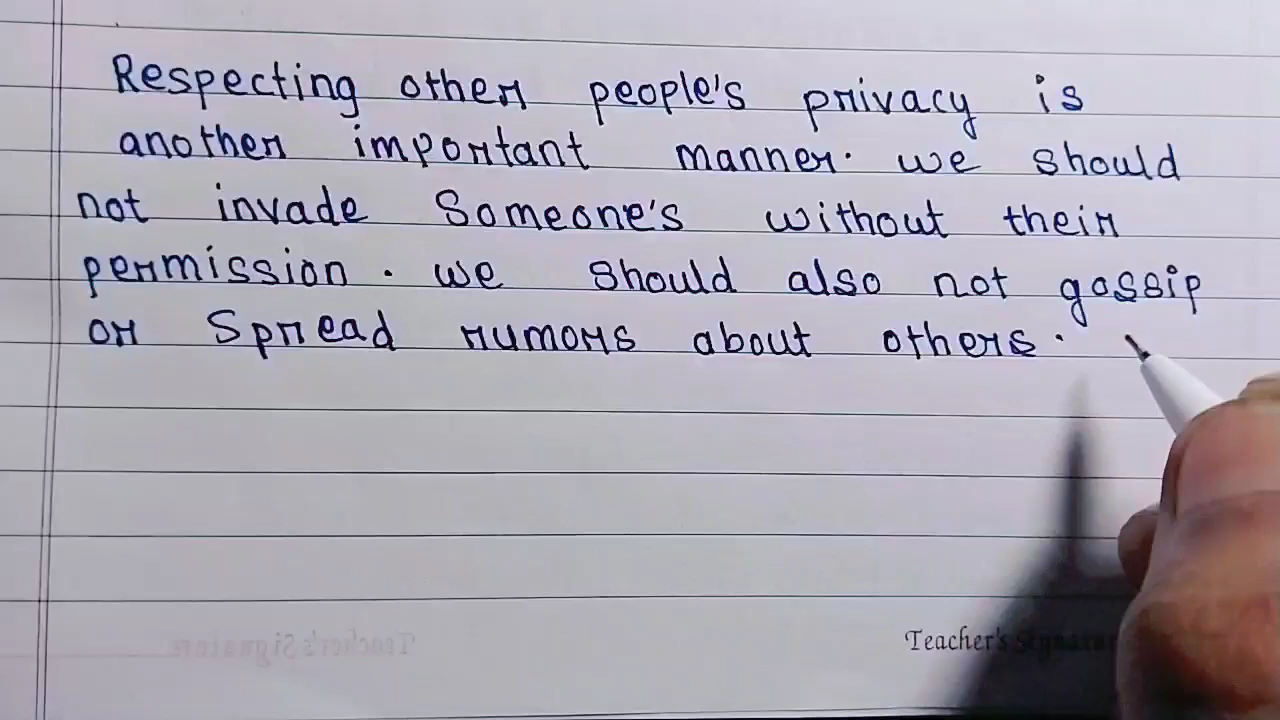 Respecting other people's privacy is
another important manner. we should
not invade Someone's without their
permission. we should also not gossip
or Spread rumors about others.
Teacher's Signatur